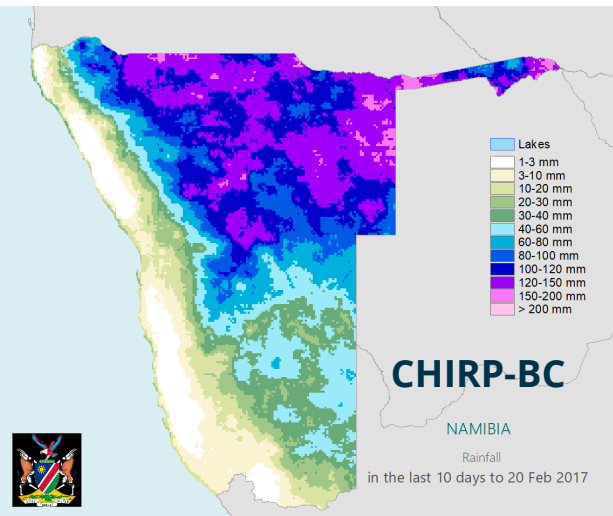 Lakes
1-3 mm
3-10 mm
10-20 mm
20-30 mm
30-40 mm
40-60 mm
60-80 mm
80-100 mm
100-120 mm
120-150 mm
150-200 mm
> 200 mm
CHIRP-BC
NAMIBIA
Rainfall
in the last 10 days to 20 Feb 2017